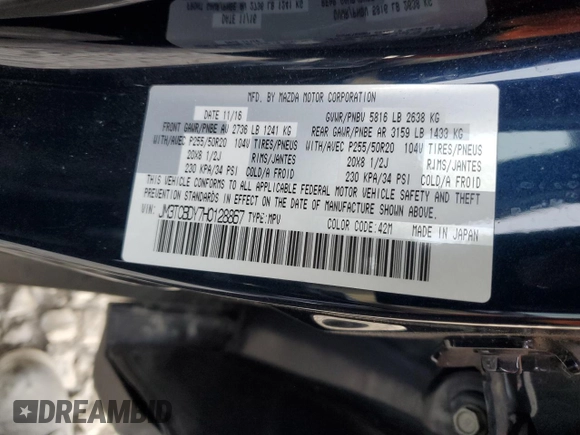 MFD. BY MAZDA MOTOR CORPORATION
DATE 11/16 GVWR/PNBV 5816 LB 2638 KG
FRONT GAWR/PNBE AV 2736 LB 1241 KG REAR GAWR/PNBE AR 3159 LB 1433 KG
WITH/AVEC P255/50R20 104V TIRES/PNEUS WITH/AVEC P255/50R20 104V TIRES/PNEUS
20X8 1/2J RIMS/JANTES 20X8 1/2J RIMS/JANTES
230 KPA/34 PSI COLD/A FROID 230 KPA/34 PSI COLD/A FROID
THIS VEHICLE CONFORMS TO ALL APPLICABLE FEDERAL MOTOR VEHICLE SAFETY AND THEFT
PREVENTION STANDARDS IN EFFECT ON THE DATE OF MANUFACTURE SHOWN ABOVE.
VIN: JM3TCBDY7H0128867 TYPE:MPV COLOR CODE:42M MADE IN JAPAN
DREAMBID